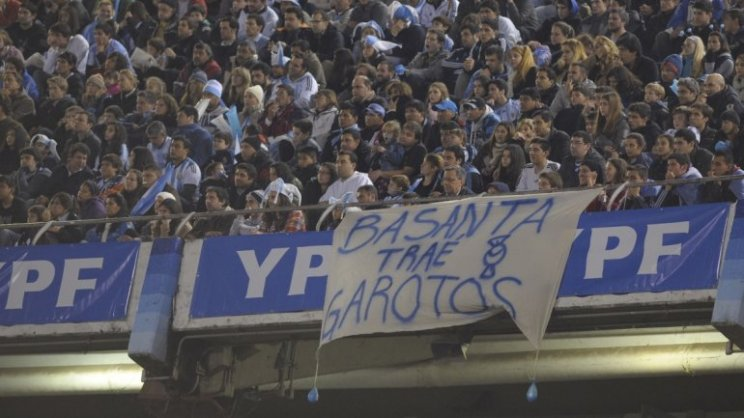 YPF
YPF
YPF
BASANTA
TRAE 8
GAROTOS